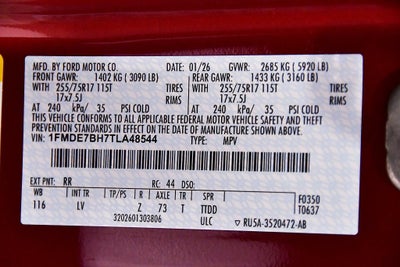 MFD. BY FORD MOTOR CO. 01/26 GVWR: 2685 KG (5920 LB)
FRONT GAWR: 1402 KG (3090 LB) REAR GAWR: 1433 KG (3160 LB)
WITH 255/75R17 115T TIRES WITH 255/75R17 115T TIRES
17x7.5J RIMS 17x7.5J RIMS
AT 240 kPa/ 35 PSI COLD AT 240 kPa/ 35 PSI COLD
THIS VEHICLE CONFORMS TO ALL APPLICABLE FEDERAL MOTOR VEHICLE
SAFETY STANDARDS IN EFFECT ON THE DATE OF MANUFACTURE SHOWN ABOVE.
VIN: 1FMDE7BH7TLA48544 TYPE: MPV
EXT PNT: RR RC: 44 DSO:
WB INT TR TP/PS R AXLE TR SPR F0350
116 LV Z 73 T TTDD T0637
3202601303806 ULC RU5A-3520472-AB